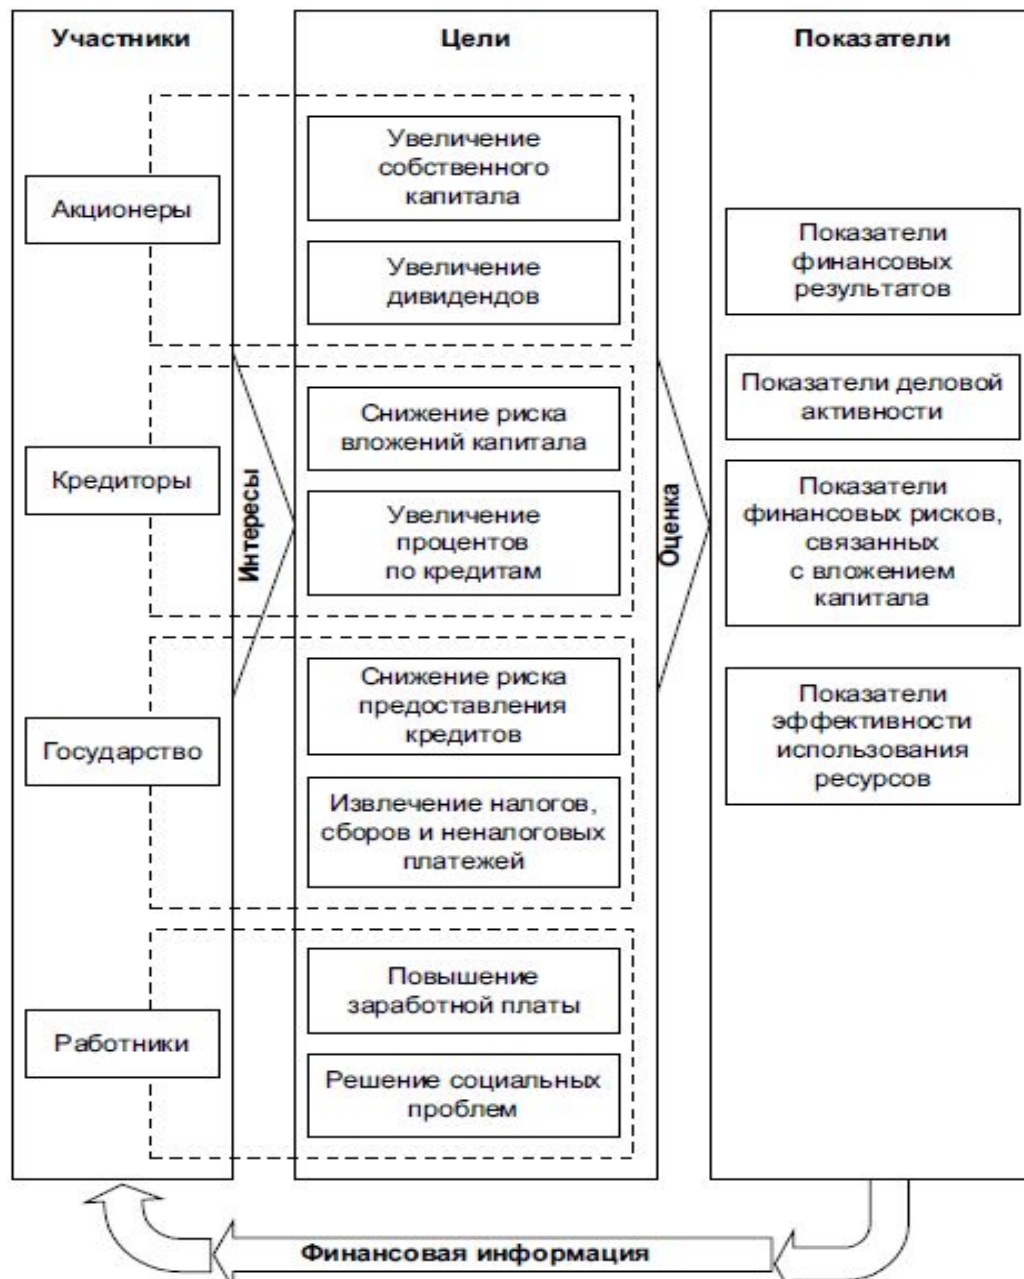 Участники
Цели
Показатели
Акционеры
Увеличение
собственного
капитала
Увеличение
дивидендов
Кредиторы
Снижение риска
вложений капитала
Увеличение
процентов
по кредитам
Государство
Снижение риска
предоставления
кредитов
Извлечение налогов,
сборов и неналоговых
платежей
Работники
Повышение
заработной платы
Решение социальных
проблем
Интересы
Оценка
Показатели
финансовых
результатов
Показатели деловой
активности
Показатели
финансовых рисков,
связанных
с вложением
капитала
Показатели
эффективности
использования
ресурсов
Финансовая информация